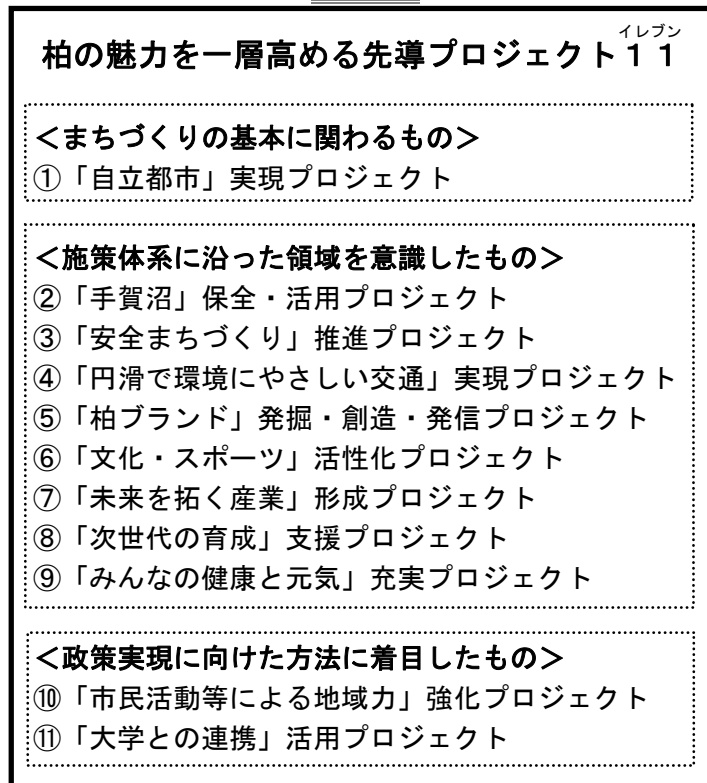 イレブン
柏の魅力を一層高める先導プロジェクト１１
＜まちづくりの基本に関わるもの＞
①「自立都市」実現プロジェクト
＜施策体系に沿った領域を意識したもの＞
②「手賀沼」保全・活用プロジェクト
③「安全まちづくり」推進プロジェクト
④「円滑で環境にやさしい交通」実現プロジェクト
⑤「柏ブランド」発掘・創造・発信プロジェクト
⑥「文化・スポーツ」活性化プロジェクト
⑦「未来を拓く産業」形成プロジェクト
⑧「次世代の育成」支援プロジェクト
⑨「みんなの健康と元気」充実プロジェクト
＜政策実現に向けた方法に着目したもの＞
⑩「市民活動等による地域力」強化プロジェクト
⑪「大学との連携」活用プロジェクト